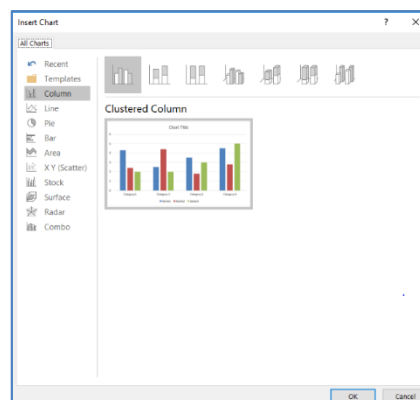 Insert Chart ? ×
All Charts
Recent
Templates
Column
Line
Pie
Bar
Area
X Y (Scatter)
Stock
Surface
Radar
Combo
Clustered Column
Chart Title
OK Cancel